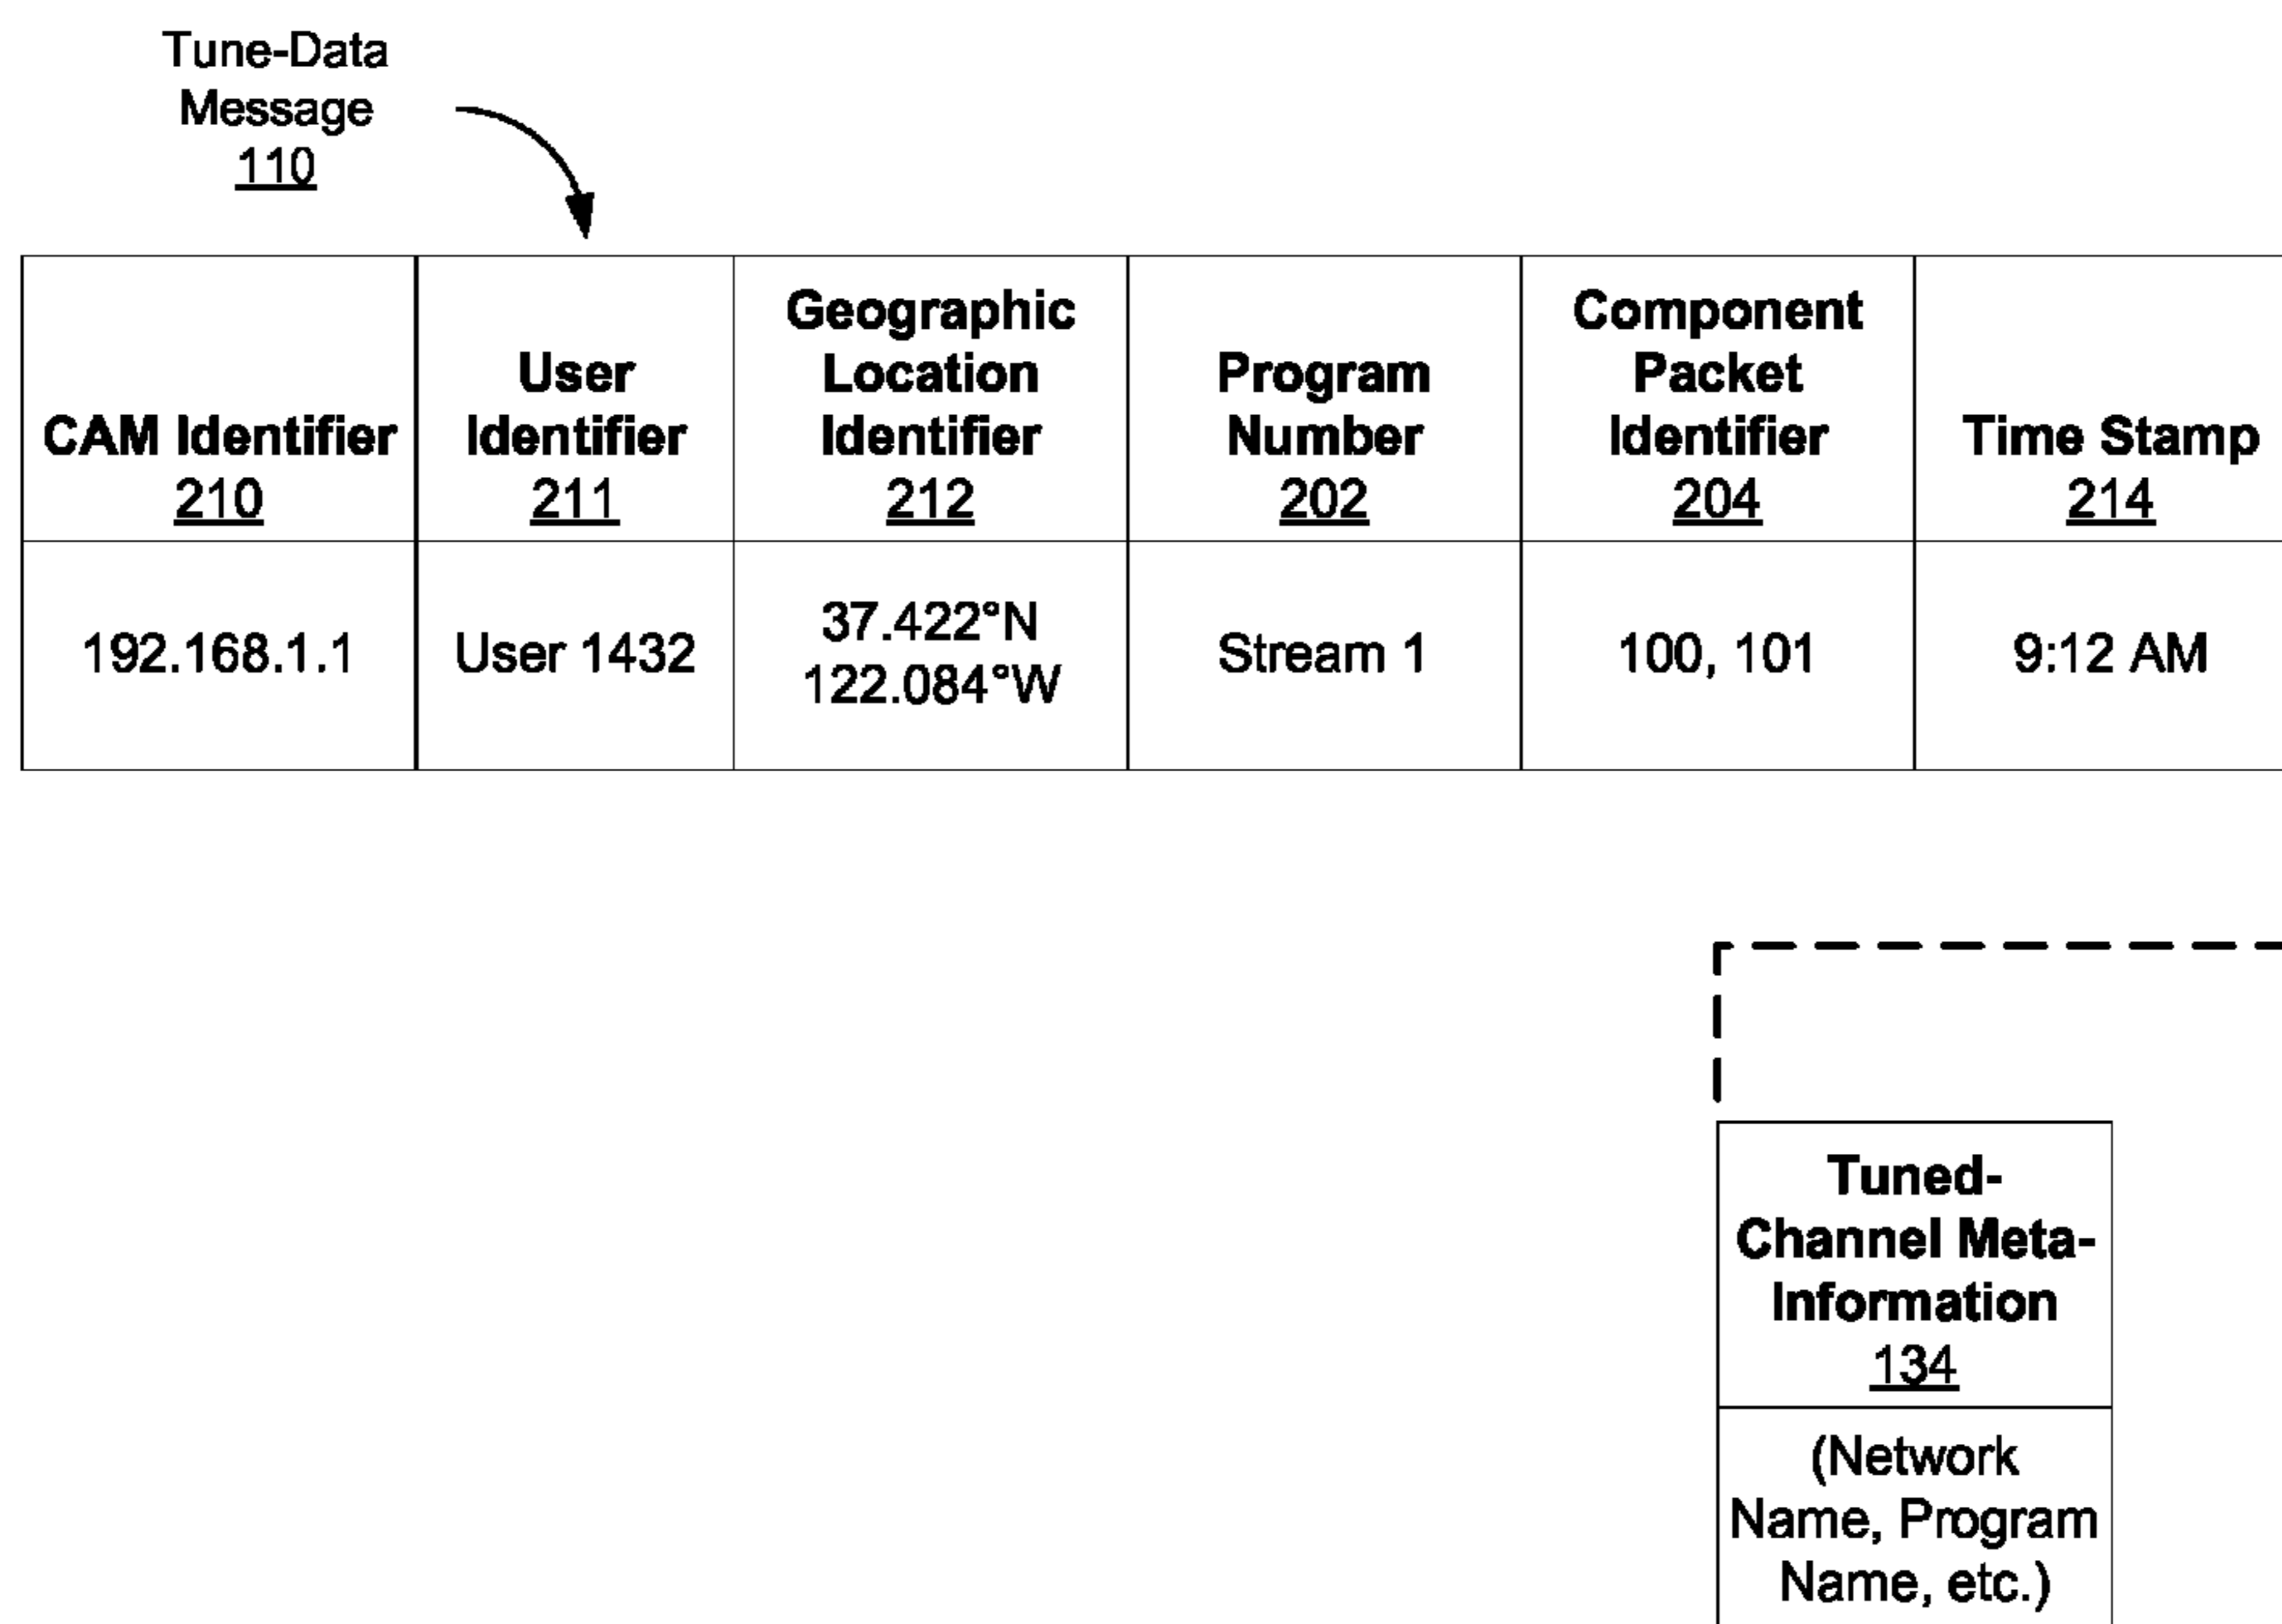 Tune-Data
Message
110
CAM Identifier
210
User
Identifier
211
Geographic
Location
Identifier
212
Program
Number
202
Component
Packet
Identifier
204
Time Stamp
214
192.168.1.1
User 1432
37.422°N
122.084°W
Stream 1
100, 101
9:12 AM
Tuned-
Channel Meta-
Information
134
(Network
Name, Program
Name, etc.)